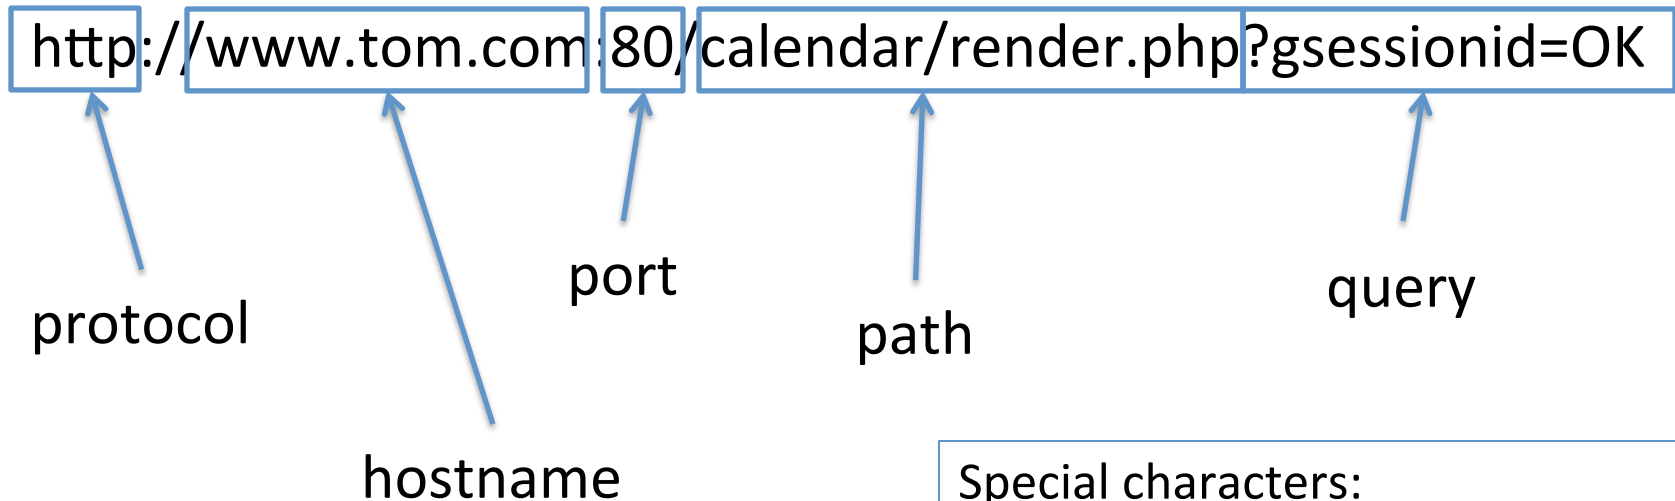 http://www.tom.com:80/calendar/render.php?gsessionid=OK
port
query
protocol
path
hostname
Special characters: